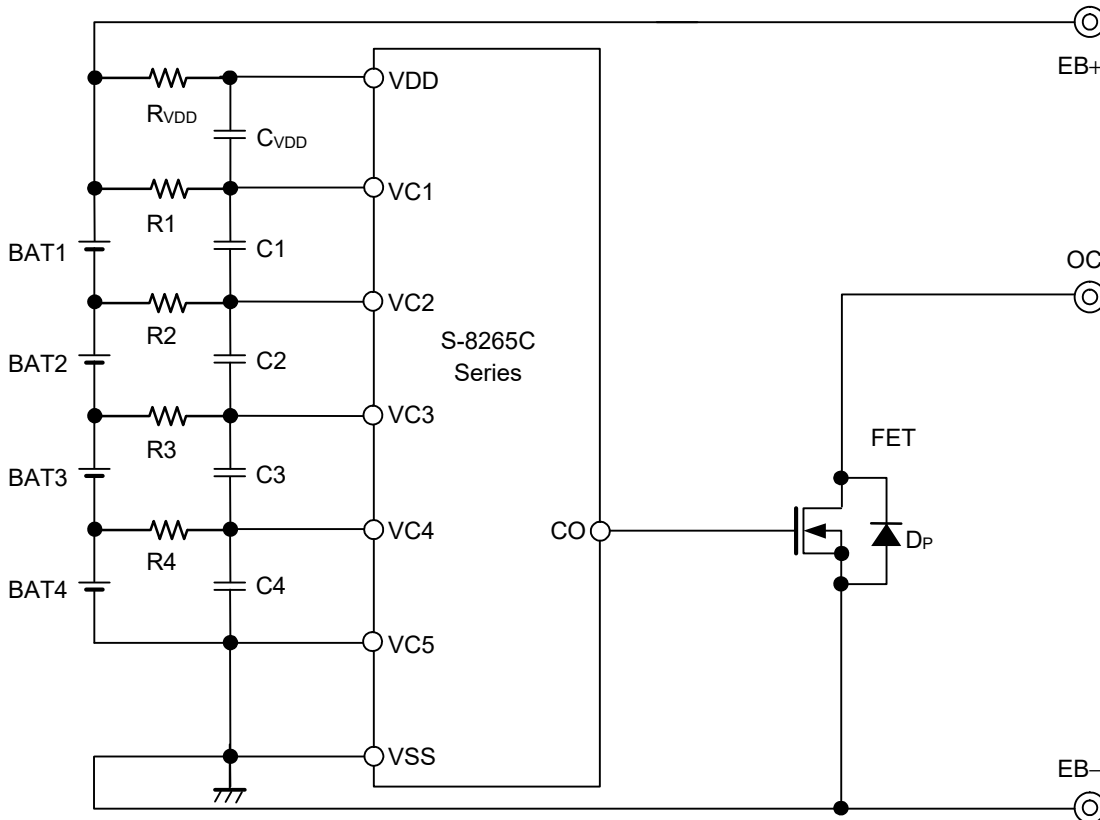 EB+
VDD
RVDD
CVDD
VC1
R1
BAT1
C1
OC
VC2
R2
S-8265C
Series
BAT2
C2
VC3
R3
FET
BAT3
C3
VC4
CO
DP
R4
BAT4
C4
VC5
VSS
EB−